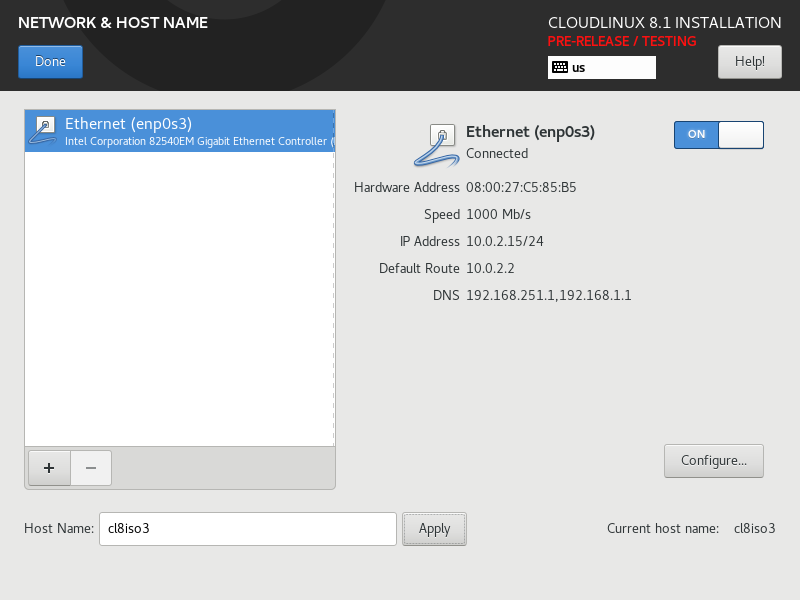 NETWORK & HOST NAME
CLOUDLINUX 8.1 INSTALLATION
PRE-RELEASE / TESTING
Done
us
Help!
Ethernet (enp0s3)
Intel Corporation 82540EM Gigabit Ethernet Controller (
Ethernet (enp0s3)
Connected
ON
Hardware Address 08:00:27:C5:85:B5
Speed 1000 Mb/s
IP Address 10.0.2.15/24
Default Route 10.0.2.2
DNS 192.168.251.1,192.168.1.1
+ −
Configure...
Host Name: cl8iso3 Apply Current host name: cl8iso3